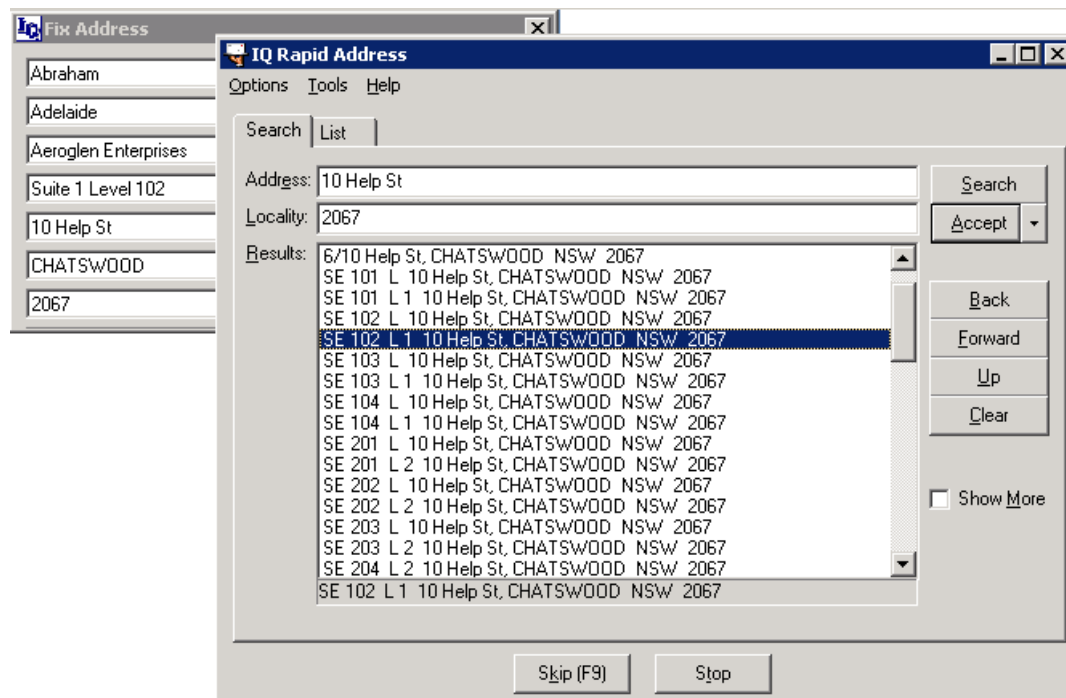 Fix Address
Abraham
Adelaide
Aeroglen Enterprises
Suite 1 Level 102
10 Help St
CHATSWOOD
2067
IQ Rapid Address
Options Tools Help
Search List
Address: 10 Help St
Search
Locality: 2067
Accept
Results:
6/10 Help St, CHATSWOOD NSW 2067
SE 101 L 10 Help St, CHATSWOOD NSW 2067
SE 101 L 1 10 Help St, CHATSWOOD NSW 2067
SE 102 L 10 Help St, CHATSWOOD NSW 2067
SE 102 L 1 10 Help St, CHATSWOOD NSW 2067
SE 103 L 10 Help St, CHATSWOOD NSW 2067
SE 103 L 1 10 Help St, CHATSWOOD NSW 2067
SE 104 L 10 Help St, CHATSWOOD NSW 2067
SE 104 L 1 10 Help St, CHATSWOOD NSW 2067
SE 201 L 10 Help St, CHATSWOOD NSW 2067
SE 201 L 2 10 Help St, CHATSWOOD NSW 2067
SE 202 L 10 Help St, CHATSWOOD NSW 2067
SE 202 L 2 10 Help St, CHATSWOOD NSW 2067
SE 203 L 10 Help St, CHATSWOOD NSW 2067
SE 203 L 2 10 Help St, CHATSWOOD NSW 2067
SE 204 L 2 10 Help St, CHATSWOOD NSW 2067
SE 102 L 1 10 Help St, CHATSWOOD NSW 2067
Back
Forward
Up
Clear
Show More
Skip (F9)
Stop